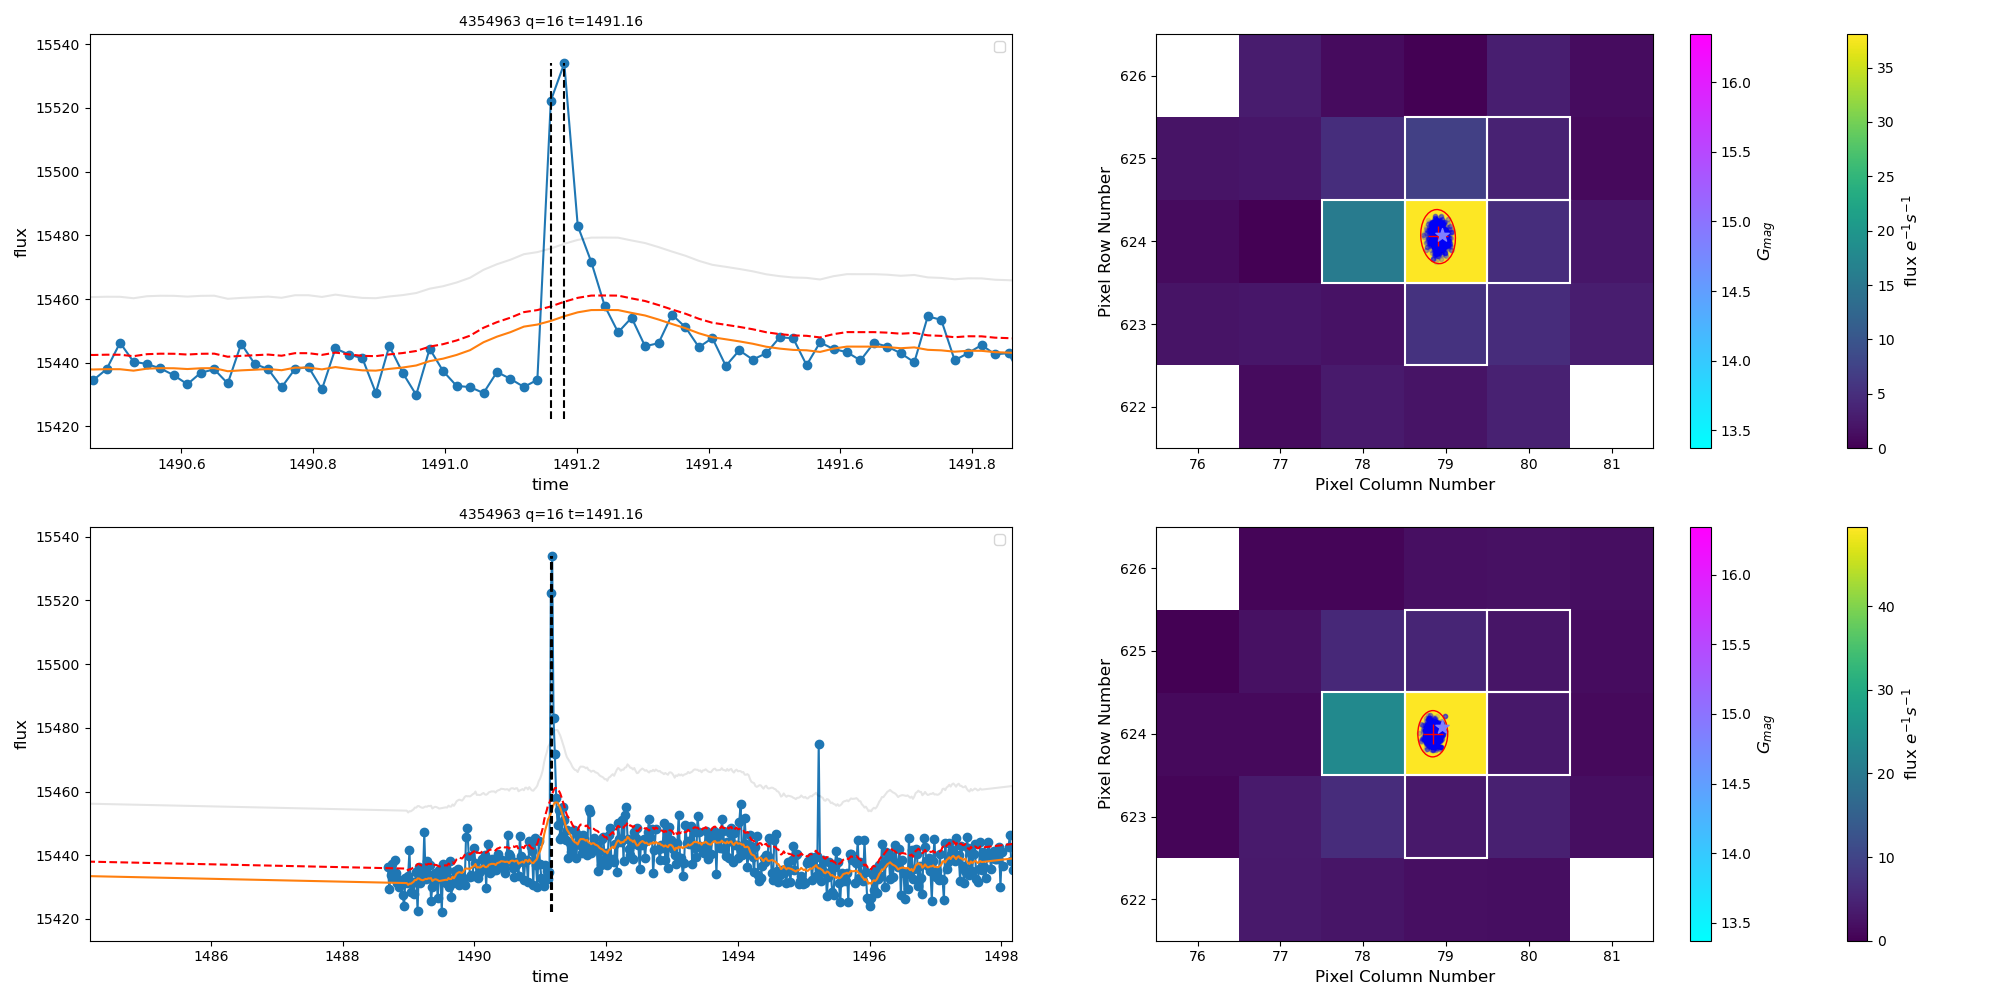 4354963 q=16 t=1491.16
15540
15520
15500
15480
15460
15440
15420
flux
1490.6 1490.8 1491.0 1491.2 1491.4 1491.6 1491.8
time
626
625
624
623
622
Pixel Row Number
76 77 78 79 80 81
Pixel Column Number
16.0
15.5
15.0
14.5
14.0
13.5
G_mag
35
30
25
20
15
10
5
0
flux e⁻¹s⁻¹
4354963 q=16 t=1491.16
15540
15520
15500
15480
15460
15440
15420
flux
1486 1488 1490 1492 1494 1496 1498
time
626
625
624
623
622
Pixel Row Number
76 77 78 79 80 81
Pixel Column Number
16.0
15.5
15.0
14.5
14.0
13.5
G_mag
40
30
20
10
0
flux e⁻¹s⁻¹